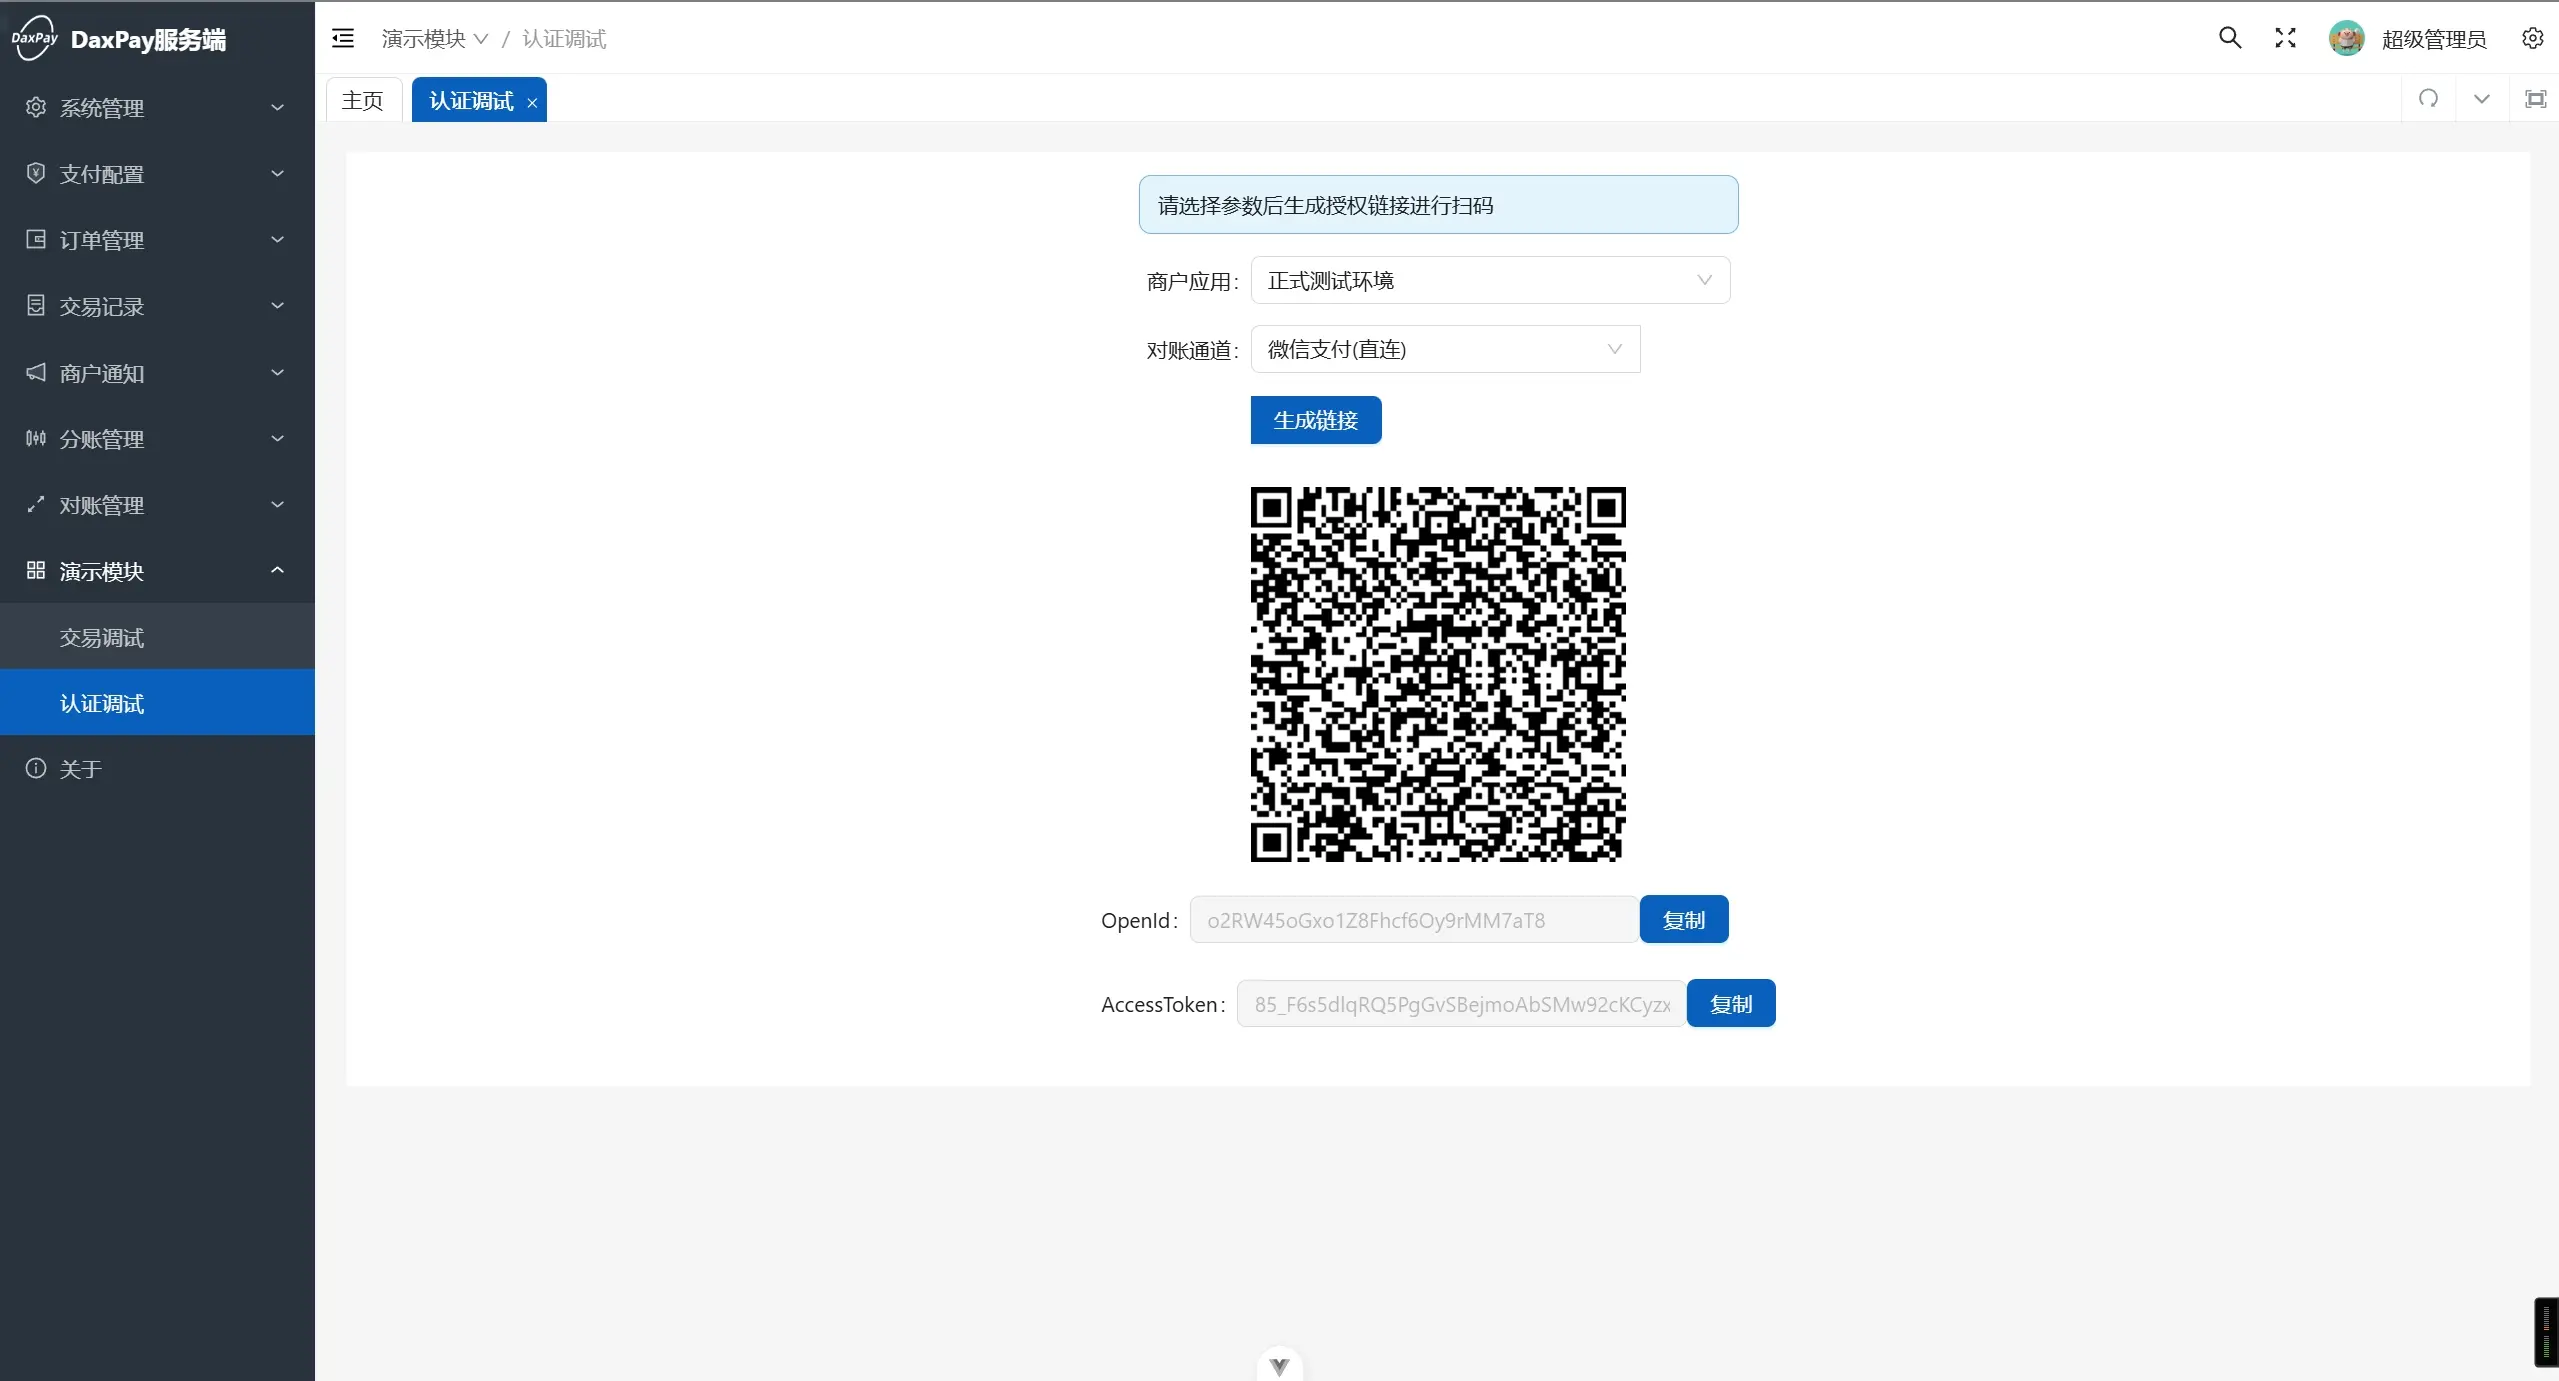 DaxPay
DaxPay服务端
系统管理
支付配置
订单管理
交易记录
商户通知
分账管理
对账管理
演示模块
交易调试
认证调试
关于
演示模块 / 认证调试
超级管理员
主页
认证调试
请选择参数后生成授权链接进行扫码
商户应用: 正式测试环境
对账通道: 微信支付(直连)
生成链接
OpenId: o2RW45oGxo1Z8Fhcf6Oy9rMM7aT8 复制
AccessToken: 85_F6s5dlqRQ5PgGvSBejmoAbSMw92cKCyzx 复制